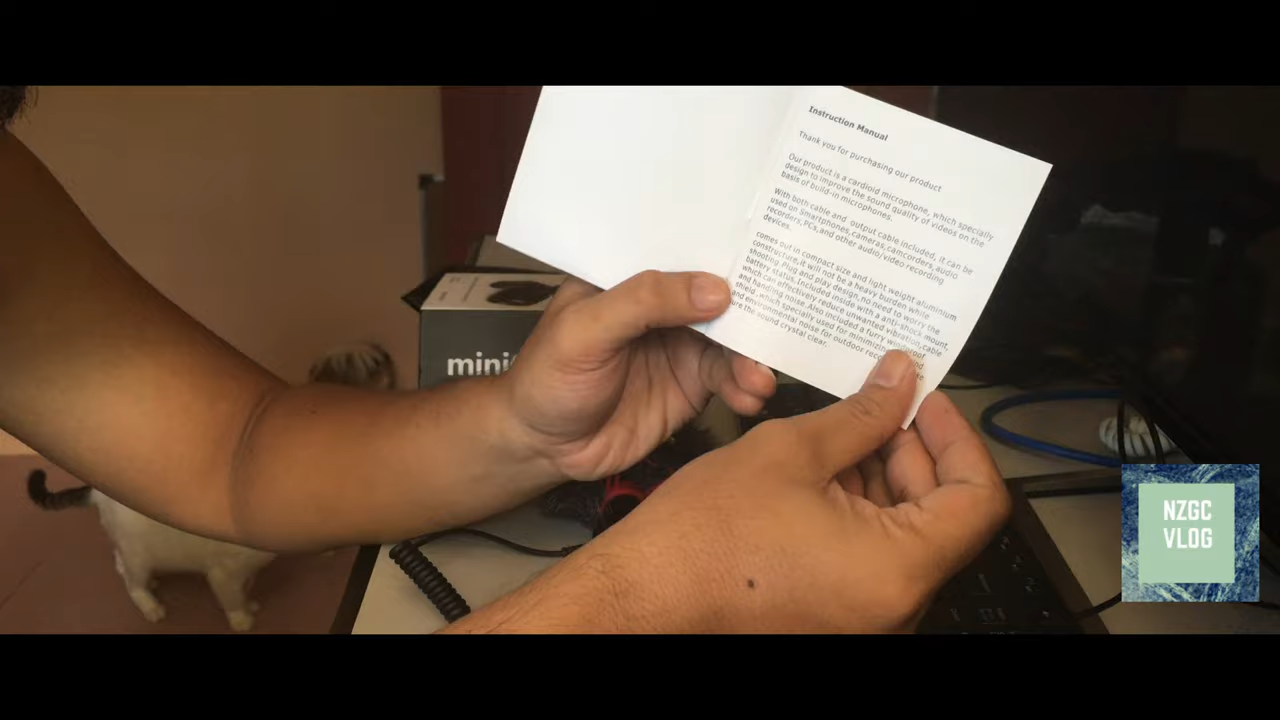 Instruction Manual
Thank you for purchasing our product
Our product is a cardioid microphone, which specially
design to improve the sound quality of videos on the
basis of build-in microphones.
With both cable and output cable included, it can be
used on Smartphones,cameras,camcorders, audio
recorders, PCs,and other audio/video recording
devices.
comes out in compact size and light weight aluminium
constructure,it will not be a heavy burden while
shooting. Plug and play design,no need to worry the
battery status. Included inside with a anti-shock mount,
which can effectively reduce unwanted vibration,cable
and handling noise.Also included a furry windproof
shield ,which specially used for minimizing
and environmental noise for outdoor
the sound crystal clear.
mini
NZGC
VLOG